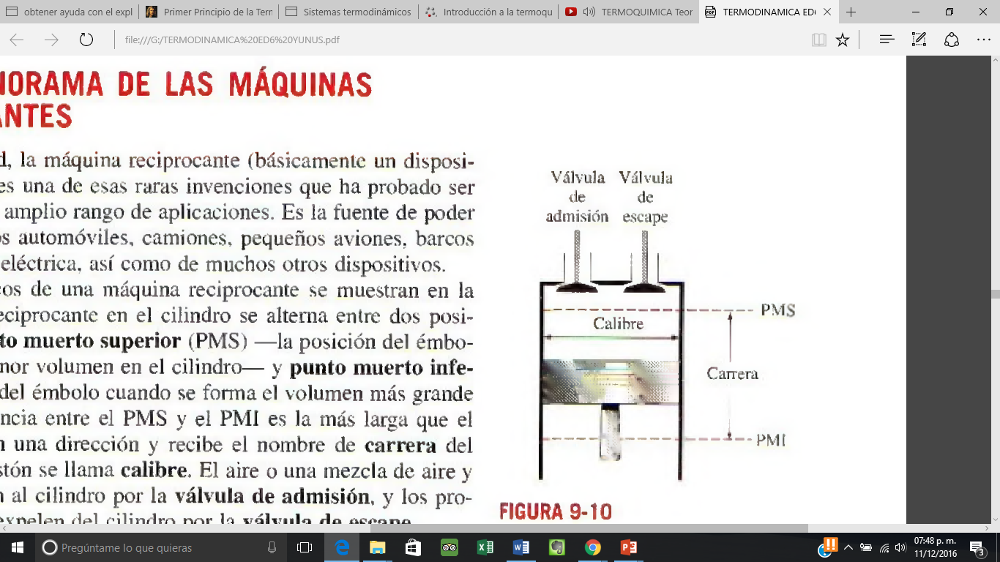 obtener ayuda con el expl
Primer Principio de la Terr
Sistemas termodinámicos
Introducción a la termoqu
TERMOQUIMICA Teor
TERMODINAMICA ED6
file:///G:/TERMODINAMICA%20ED6%20YUNUS.pdf
NORAMA DE LAS MÁQUINAS
ANTES
d, la máquina reciprocante (básicamente un disposi-
es una de esas raras invenciones que ha probado ser
amplio rango de aplicaciones. Es la fuente de poder
os automóviles, camiones, pequeños aviones, barcos
eléctrica, así como de muchos otros dispositivos.
cos de una máquina reciprocante se muestran en la
reciprocante en el cilindro se alterna entre dos posi-
to muerto superior (PMS) —la posición del émbo-
nor volumen en el cilindro— y punto muerto infe-
del émbolo cuando se forma el volumen más grande
ncia entre el PMS y el PMI es la más larga que el
n una dirección y recibe el nombre de carrera del
stón se llama calibre. El aire o una mezcla de aire y
n al cilindro por la válvula de admisión, y los pro-
expelen del cilindro por la válvula de escape
Válvula
de
admisión
Válvula
de
escape
PMS
Calibre
Carrera
PMI
FIGURA 9-10
Pregúntame lo que quieras
07:48 p. m.
11/12/2016
3